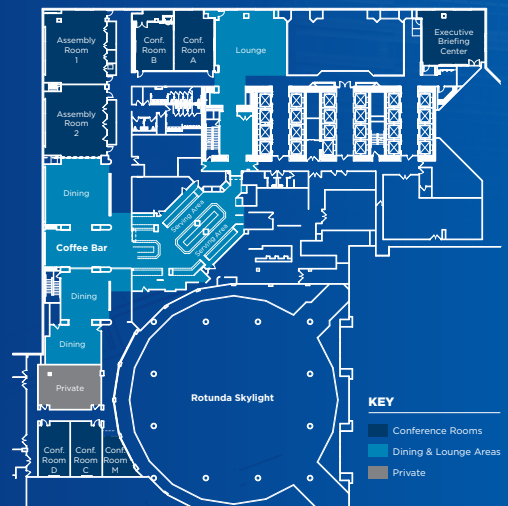 Assembly
Room
1
Conf.
Room
B
Conf.
Room
A
Lounge
Executive
Briefing
Center
Assembly
Room
2
Dining
Serving Area
Serving Area
Coffee Bar
Dining
Dining
Private
Rotunda Skylight
Conf.
Room
D
Conf.
Room
C
Conf.
Room
M
KEY
Conference Rooms
Dining & Lounge Areas
Private